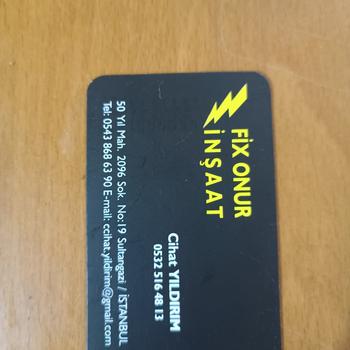 FİX ONUR
İNŞAAT
Cihat YILDIRIM
0532 516 48 13
50 Yıl Mah. 2096 Sok. No:19 Sultangazi / İSTANBUL
Tel: 0543 868 63 90 E-mail: ccihat.yildirim@gmail.com